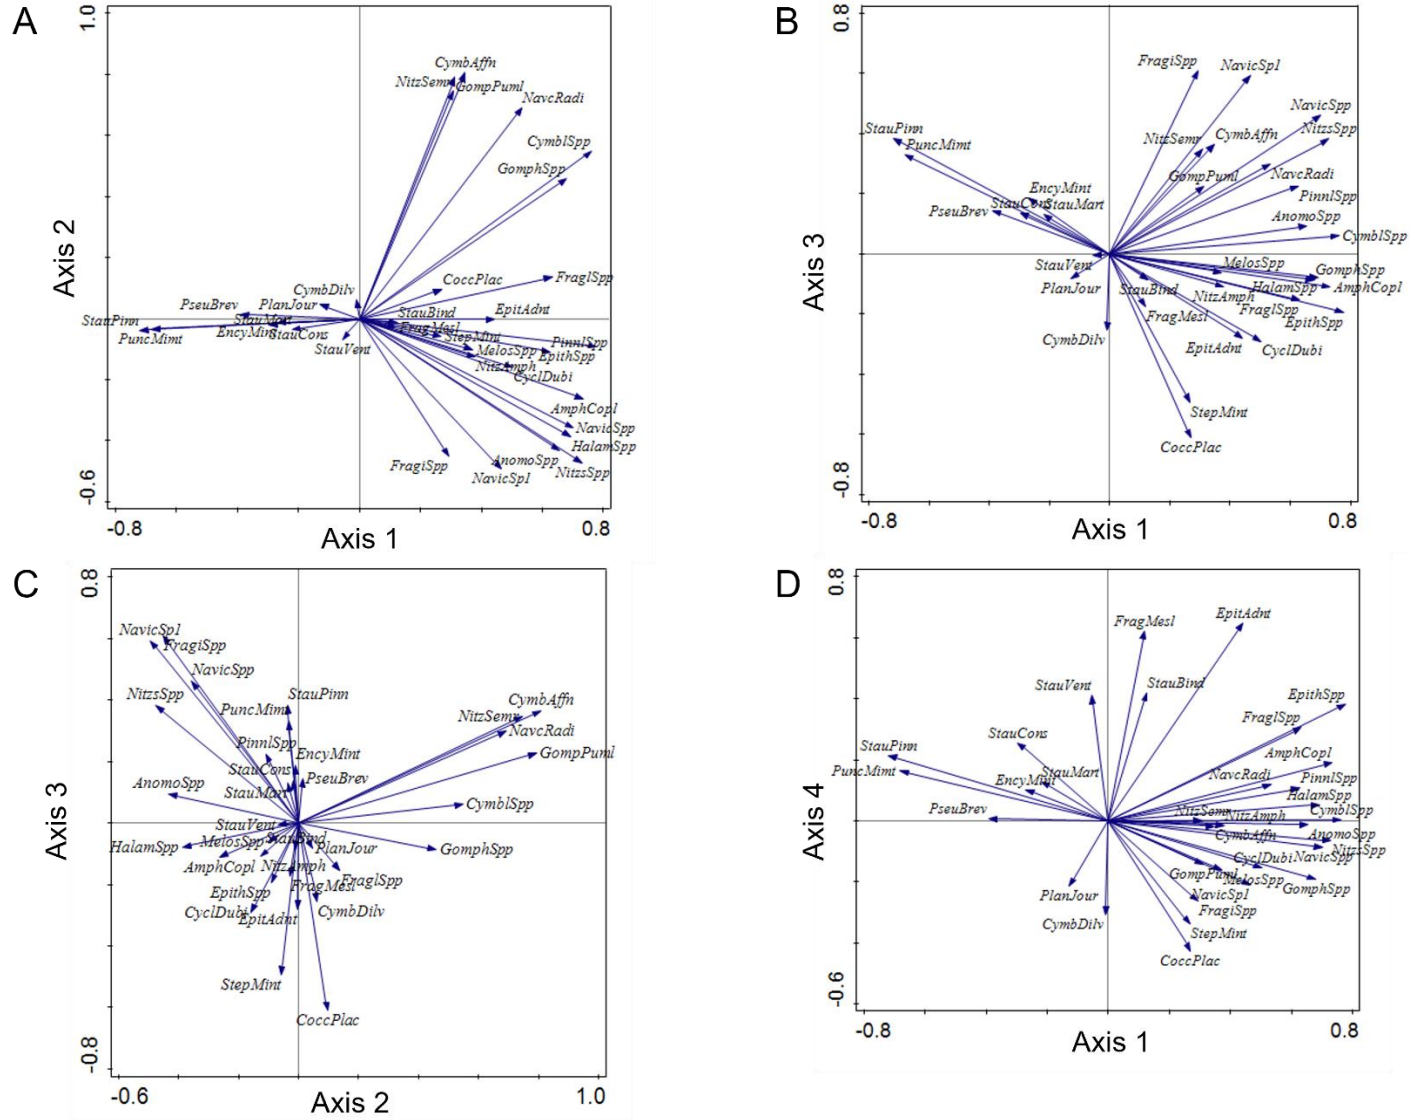 A
1.0
CymbAffn
NitzSemr
GompPuml
NavcRadi
CymblSpp
GomphSpp
Axis 2
CoccPlac
FraglSpp
CymbDilv
PseuBrev
PlanJour
StauBind
EpitAdnt
StauPinn
StauMart
FragMesl
PuncMimt
EncyMint
StauCons
StepMint
PinnlSpp
StauVent
MelosSpp
EpithSpp
NitzAmph
CyclDubi
AmphCopl
NavicSpp
HalamSpp
FragiSpp
AnomoSpp
NavicSpl
NitzsSpp
-0.6
-0.8
Axis 1
0.8
B
0.8
FragiSpp
NavicSpl
NavicSpp
StauPinn
NitzsSpp
PuncMimt
NitzSemr
CymbAffn
GompPuml
NavcRadi
EncyMint
PinnlSpp
PseuBrev
StauCons
StauMart
AnomoSpp
Axis 3
CymblSpp
StauVent
MelosSpp
GomphSpp
PlanJour
StauBind
HalamSpp
AmphCopl
NitzAmph
FragMesl
FraglSpp
EpithSpp
CymbDilv
EpitAdnt
CyclDubi
StepMint
CoccPlac
-0.8
-0.8
Axis 1
0.8
C
0.8
NavicSpl
FragiSpp
NavicSpp
NitzsSpp
StauPinn
PuncMimt
CymbAffn
NitzSemr
NavcRadi
PinnlSpp
EncyMint
GompPuml
StauCons
PseuBrev
AnomoSpp
StauMart
CymblSpp
Axis 3
StauVent
HalamSpp
MelosSpp
StauBind
PlanJour
GomphSpp
AmphCopl
NitzAmph
FraglSpp
EpithSpp
FragMesl
CyclDubi
EpitAdnt
CymbDilv
StepMint
CoccPlac
-0.8
-0.6
Axis 2
1.0
D
0.8
FragMesl
EpitAdnt
StauVent
StauBind
EpithSpp
FraglSpp
StauCons
StauPinn
AmphCopl
PuncMimt
StauMart
EncyMint
NavcRadi
PinnlSpp
HalamSpp
PseuBrev
NitzSemr
NitzAmph
CymblSpp
Axis 4
CymbAffn
AnomoSpp
NitzsSpp
CyclDubi
NavicSpp
GompPuml
MelosSpp
GomphSpp
PlanJour
NavicSpl
FragiSpp
CymbDilv
StepMint
CoccPlac
-0.6
-0.8
Axis 1
0.8